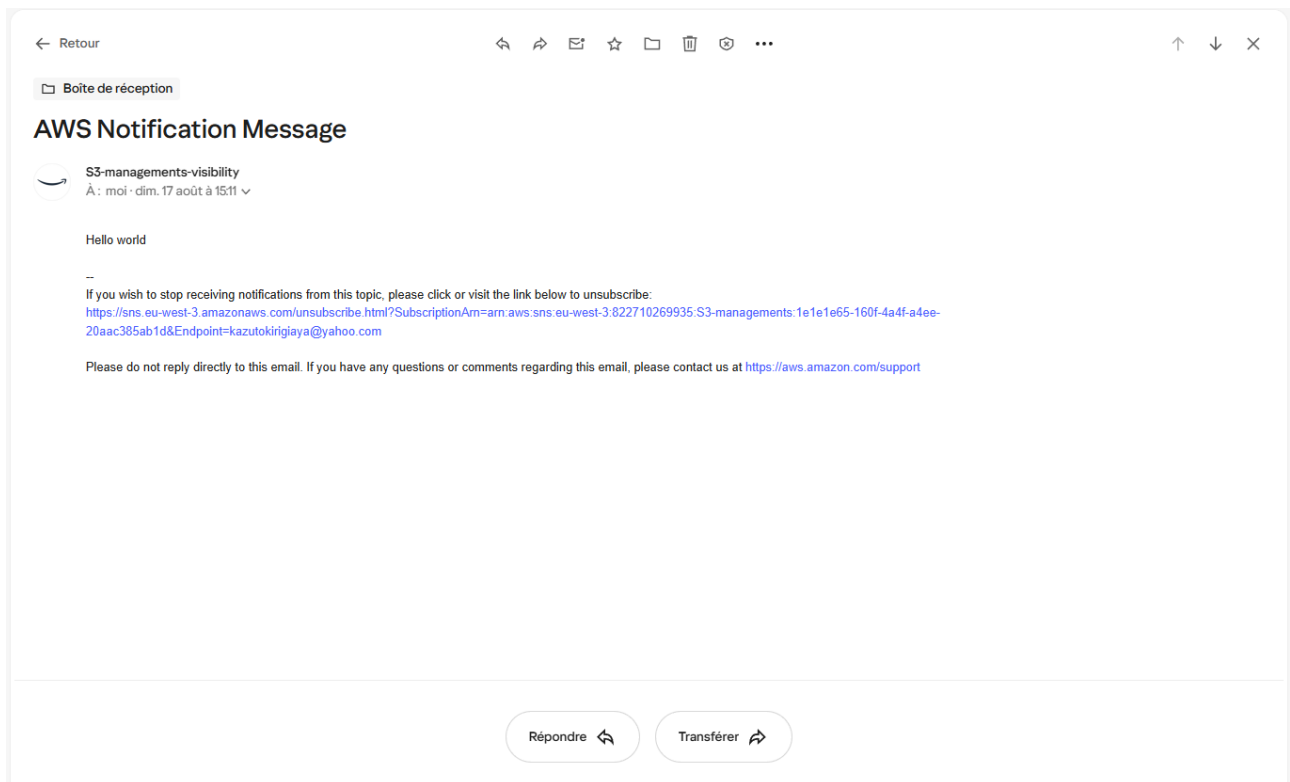 Retour
Boîte de réception
AWS Notification Message
S3-managements-visibility
À : moi · dim. 17 août à 15:11
Hello world
--
If you wish to stop receiving notifications from this topic, please click or visit the link below to unsubscribe:
https://sns.eu-west-3.amazonaws.com/unsubscribe.html?SubscriptionArn=arn:aws:sns:eu-west-3:822710269935:S3-managements:1e1e1e65-160f-4a4f-a4ee-
20aac385ab1d&Endpoint=kazutokirigiaya@yahoo.com
Please do not reply directly to this email. If you have any questions or comments regarding this email, please contact us at https://aws.amazon.com/support
Répondre
Transférer